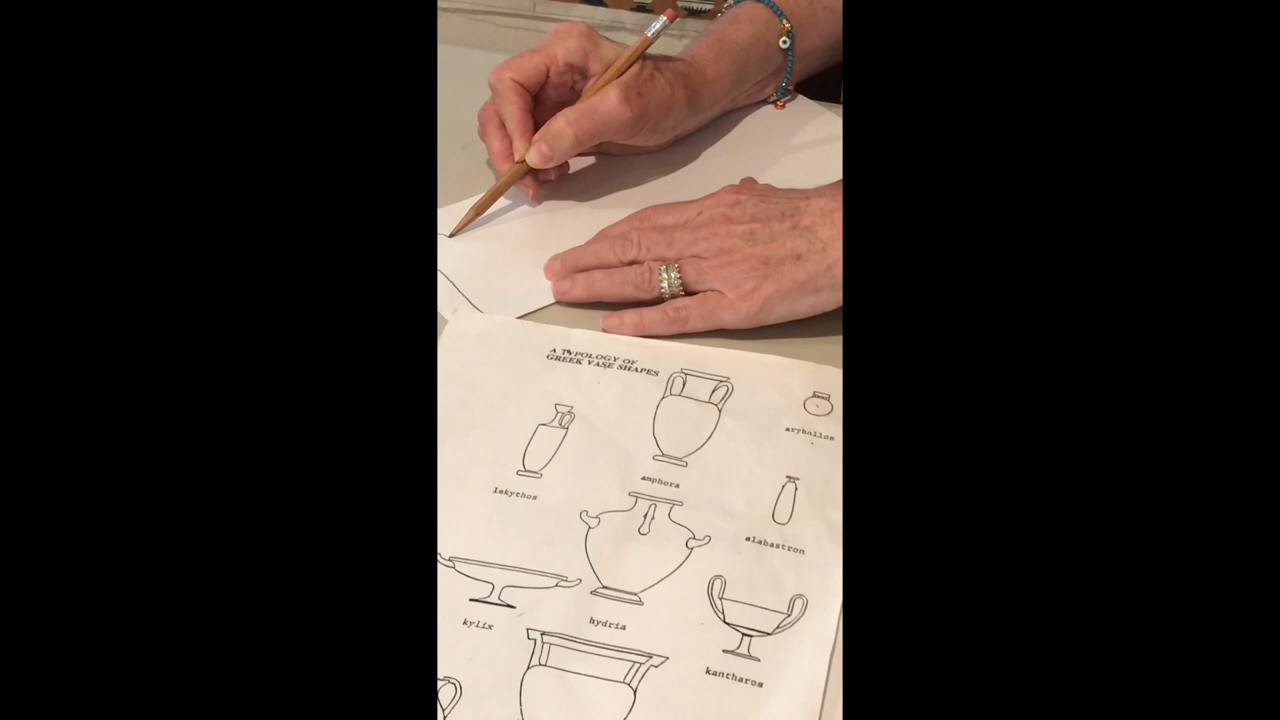 A TYPOLOGY OF
GREEK VASE SHAPES
aryballos
amphora
lekythos
alabastron
kylix
hydria
kantharos